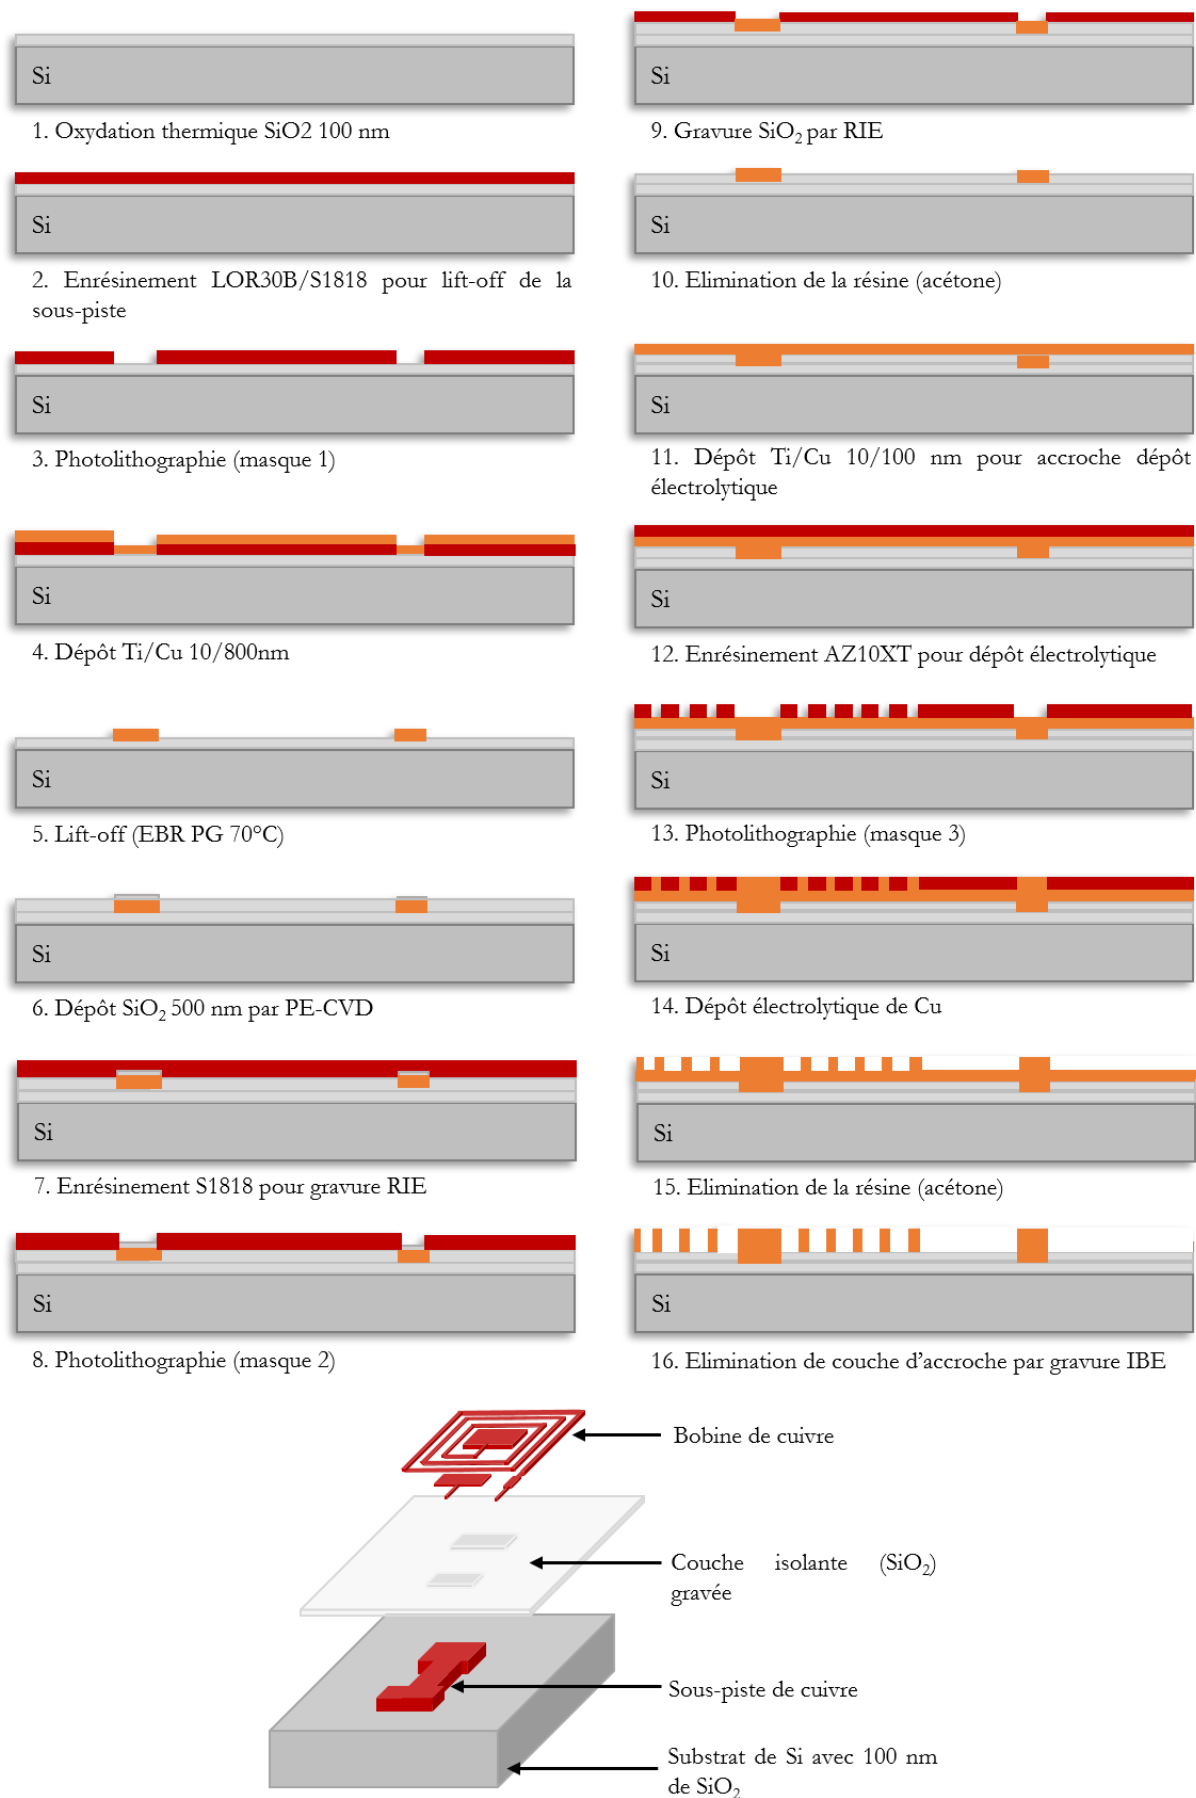 Si
1. Oxydation thermique SiO2 100 nm
Si
2. Enrésinement LOR30B/S1818 pour lift-off de la
sous-piste
Si
3. Photolithographie (masque 1)
Si
4. Dépôt Ti/Cu 10/800nm
Si
5. Lift-off (EBR PG 70°C)
Si
6. Dépôt SiO₂ 500 nm par PE-CVD
Si
7. Enrésinement S1818 pour gravure RIE
Si
8. Photolithographie (masque 2)
Si
9. Gravure SiO₂ par RIE
Si
10. Elimination de la résine (acétone)
Si
11. Dépôt Ti/Cu 10/100 nm pour accroche dépôt
électrolytique
Si
12. Enrésinement AZ10XT pour dépôt électrolytique
Si
13. Photolithographie (masque 3)
Si
14. Dépôt électrolytique de Cu
Si
15. Elimination de la résine (acétone)
Si
16. Elimination de couche d'accroche par gravure IBE
Bobine de cuivre
Couche isolante (SiO₂)
gravée
Sous-piste de cuivre
Substrat de Si avec 100 nm
de SiO₂